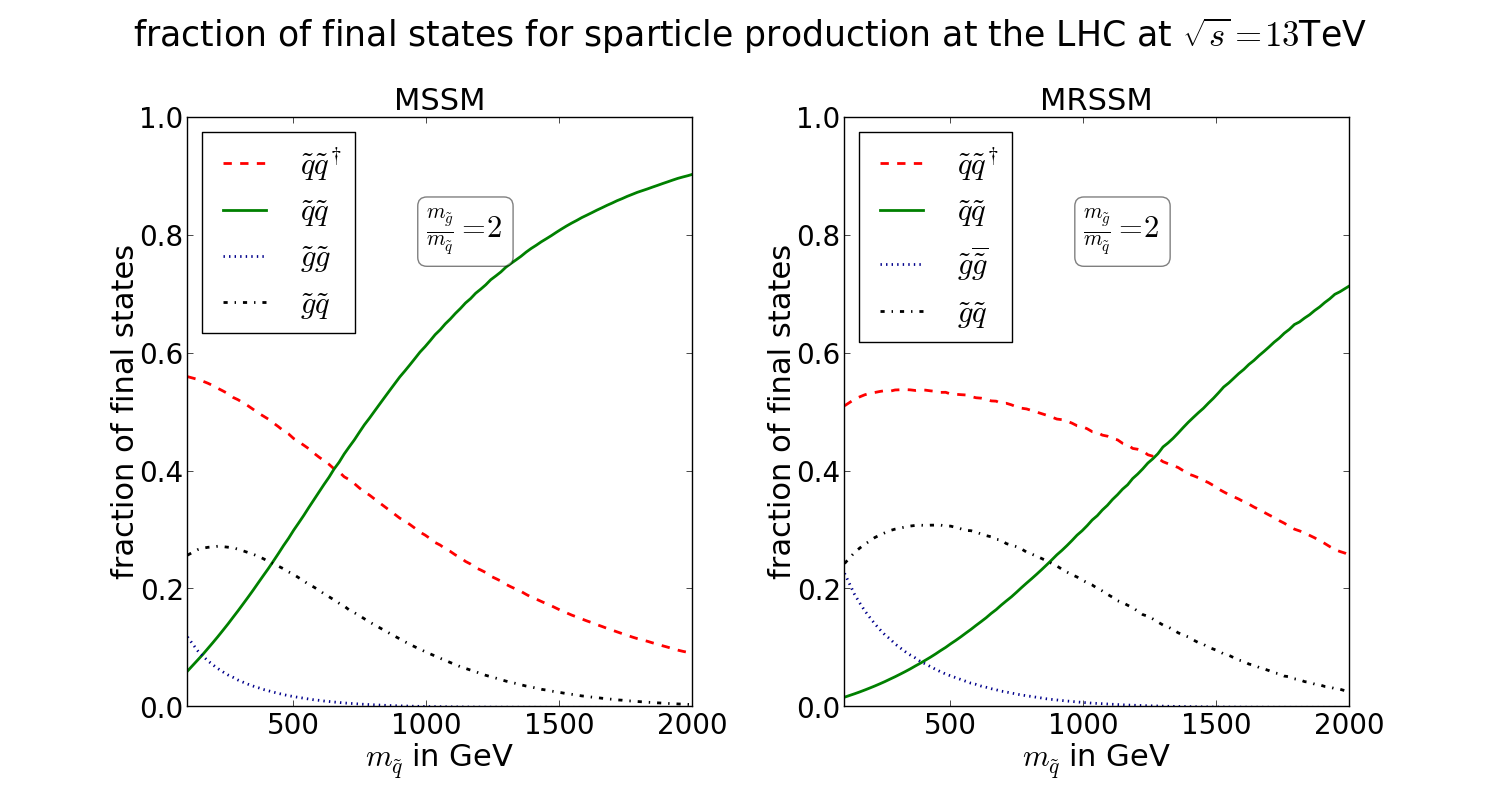 fraction of final states for sparticle production at the LHC at √s = 13TeV
MSSM
fraction of final states
1.0
0.8
0.6
0.4
0.2
0.0
q̃q̃†
q̃q̃
g̃g̃
g̃q̃
m_g̃/m_q̃ = 2
500 1000 1500 2000
m_q̃ in GeV
MRSSM
fraction of final states
1.0
0.8
0.6
0.4
0.2
0.0
q̃q̃†
q̃q̃
g̃g̃̅
g̃q̃
m_g̃/m_q̃ = 2
500 1000 1500 2000
m_q̃ in GeV